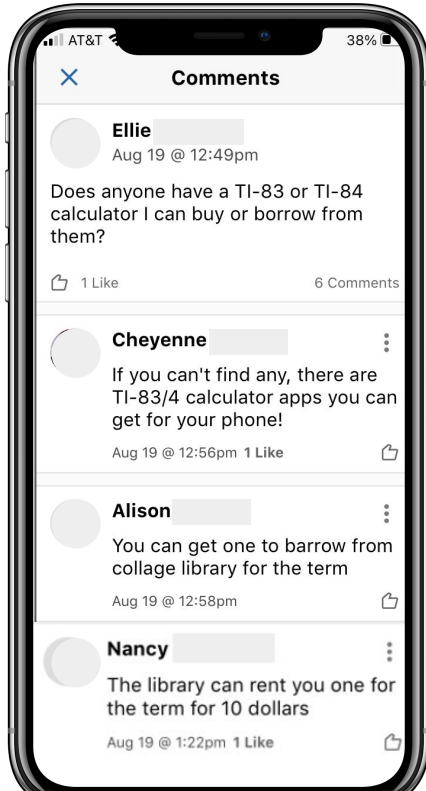 AT&T 38%
Comments
Ellie
Aug 19 @ 12:49pm
Does anyone have a TI-83 or TI-84
calculator I can buy or borrow from
them?
1 Like 6 Comments
Cheyenne
If you can't find any, there are
TI-83/4 calculator apps you can
get for your phone!
Aug 19 @ 12:56pm 1 Like
Alison
You can get one to barrow from
collage library for the term
Aug 19 @ 12:58pm
Nancy
The library can rent you one for
the term for 10 dollars
Aug 19 @ 1:22pm 1 Like